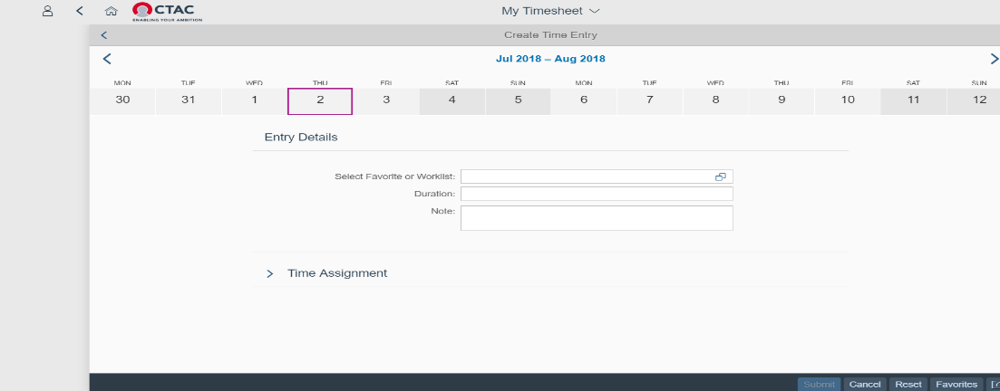 CTAC
ENABLING YOUR AMBITION
My Timesheet
Create Time Entry
Jul 2018 – Aug 2018
MON TUE WED THU FRI SAT SUN MON TUE WED THU FRI SAT SUN
30 31 1 2 3 4 5 6 7 8 9 10 11 12
Entry Details
Select Favorite or Worklist:
Duration:
Note:
Time Assignment
Submit Cancel Reset Favorites